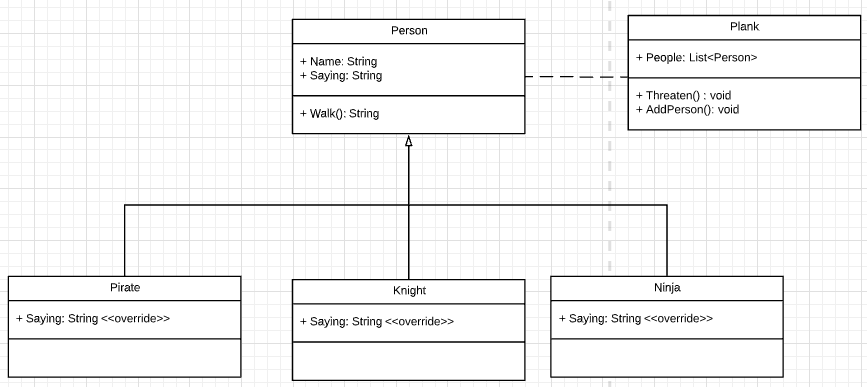 Person
+ Name: String
+ Saying: String
+ Walk(): String
Plank
+ People: List<Person>
+ Threaten() : void
+ AddPerson(): void
Pirate
+ Saying: String <<override>>
Knight
+ Saying: String <<override>>
Ninja
+ Saying: String <<override>>